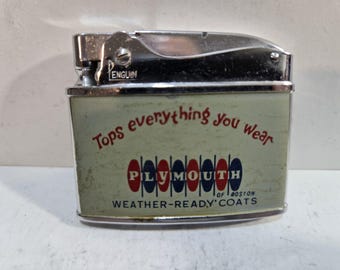 PENGUIN
Tops everything you wear
PLYMOUTH
OF BOSTON
WEATHER-READY COATS